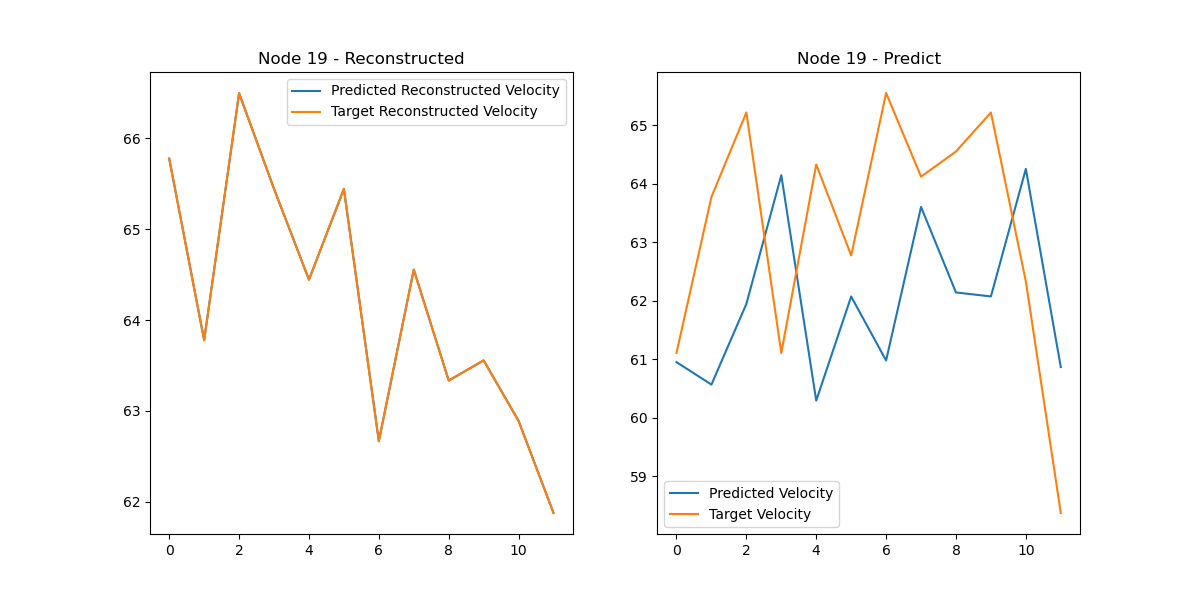 Node 19 - Reconstructed
Predicted Reconstructed Velocity
Target Reconstructed Velocity
66
65
64
63
62
0 2 4 6 8 10
Node 19 - Predict
65
64
63
62
61
60
59
Predicted Velocity
Target Velocity
0 2 4 6 8 10